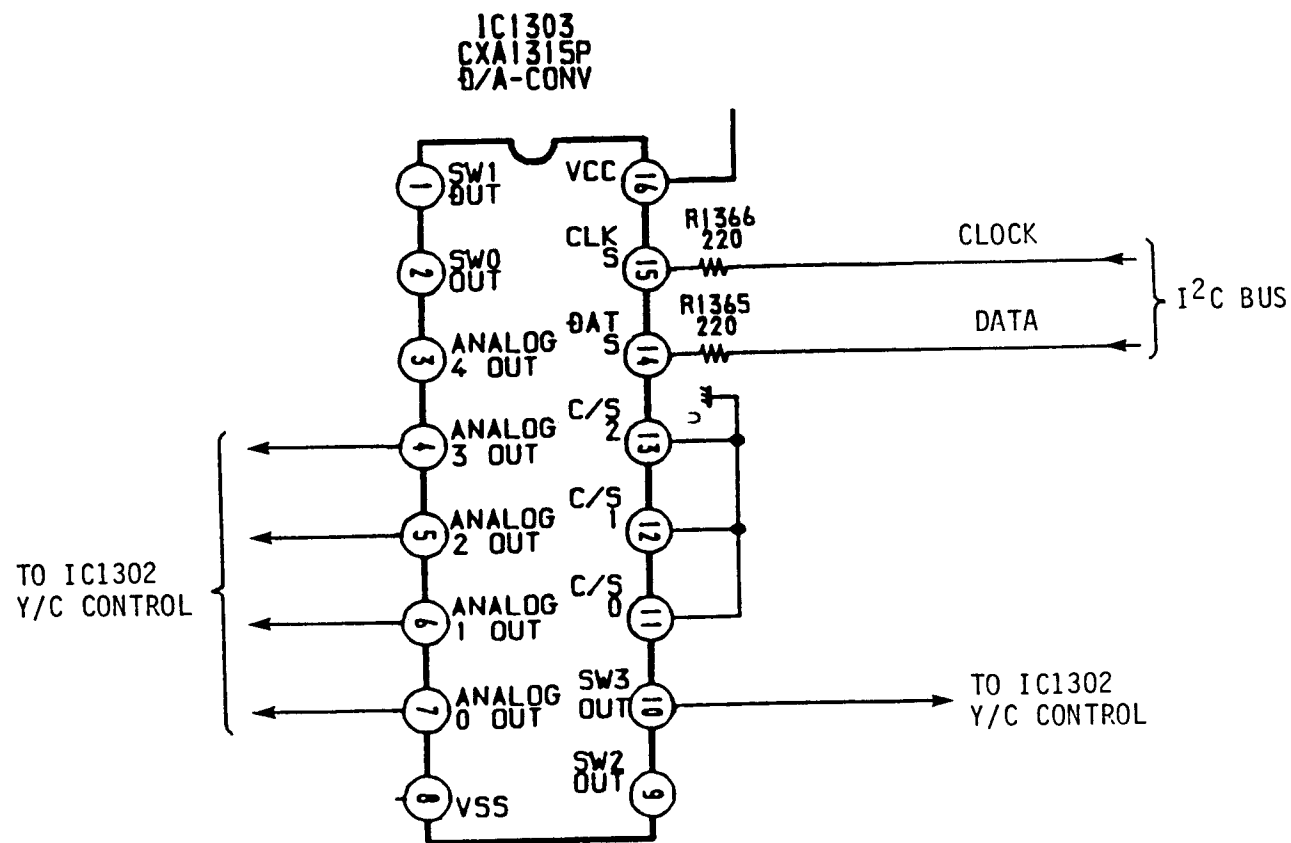 IC1303
CXA1315P
D/A-CONV
1
SW1
OUT
2
SW0
OUT
3
ANALOG
4 OUT
4
ANALOG
3 OUT
5
ANALOG
2 OUT
6
ANALOG
1 OUT
7
ANALOG
0 OUT
8
VSS
TO IC1302
Y/C CONTROL
VCC
16
CLK
S
15
R1366
220
CLOCK
DAT
S
14
R1365
220
DATA
I²C BUS
C/S
2
13
C/S
1
12
C/S
0
11
SW3
OUT
10
TO IC1302
Y/C CONTROL
SW2
OUT
9